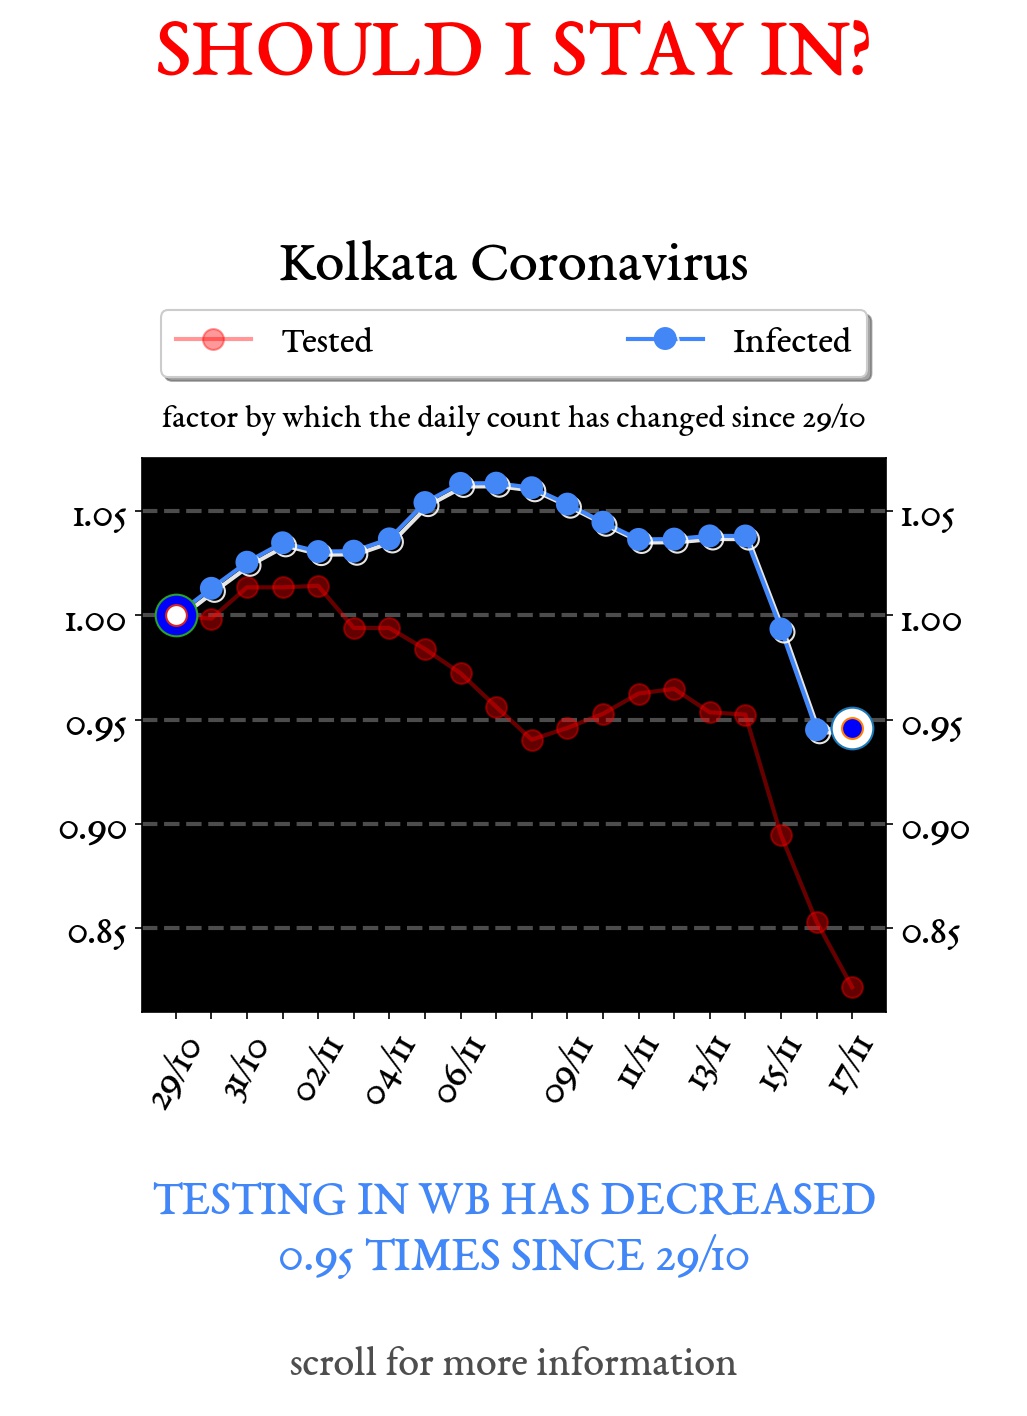 SHOULD I STAY IN?
Kolkata Coronavirus
Tested Infected
factor by which the daily count has changed since 29/10
1.05 1.05
1.00 1.00
0.95 0.95
0.90 0.90
0.85 0.85
29/10 31/10 02/11 04/11 06/11 09/11 11/11 13/11 15/11 17/11
TESTING IN WB HAS DECREASED
0.95 TIMES SINCE 29/10
scroll for more information